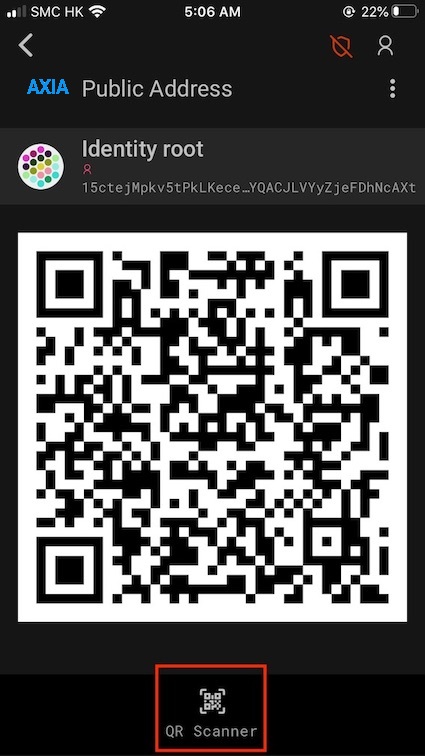 SMC HK 5:06 AM 22%
AXIA Public Address
Identity root
15ctejMpkv5tPkLKece…YQACJLVYyZjeFDhNcAXt
QR Scanner